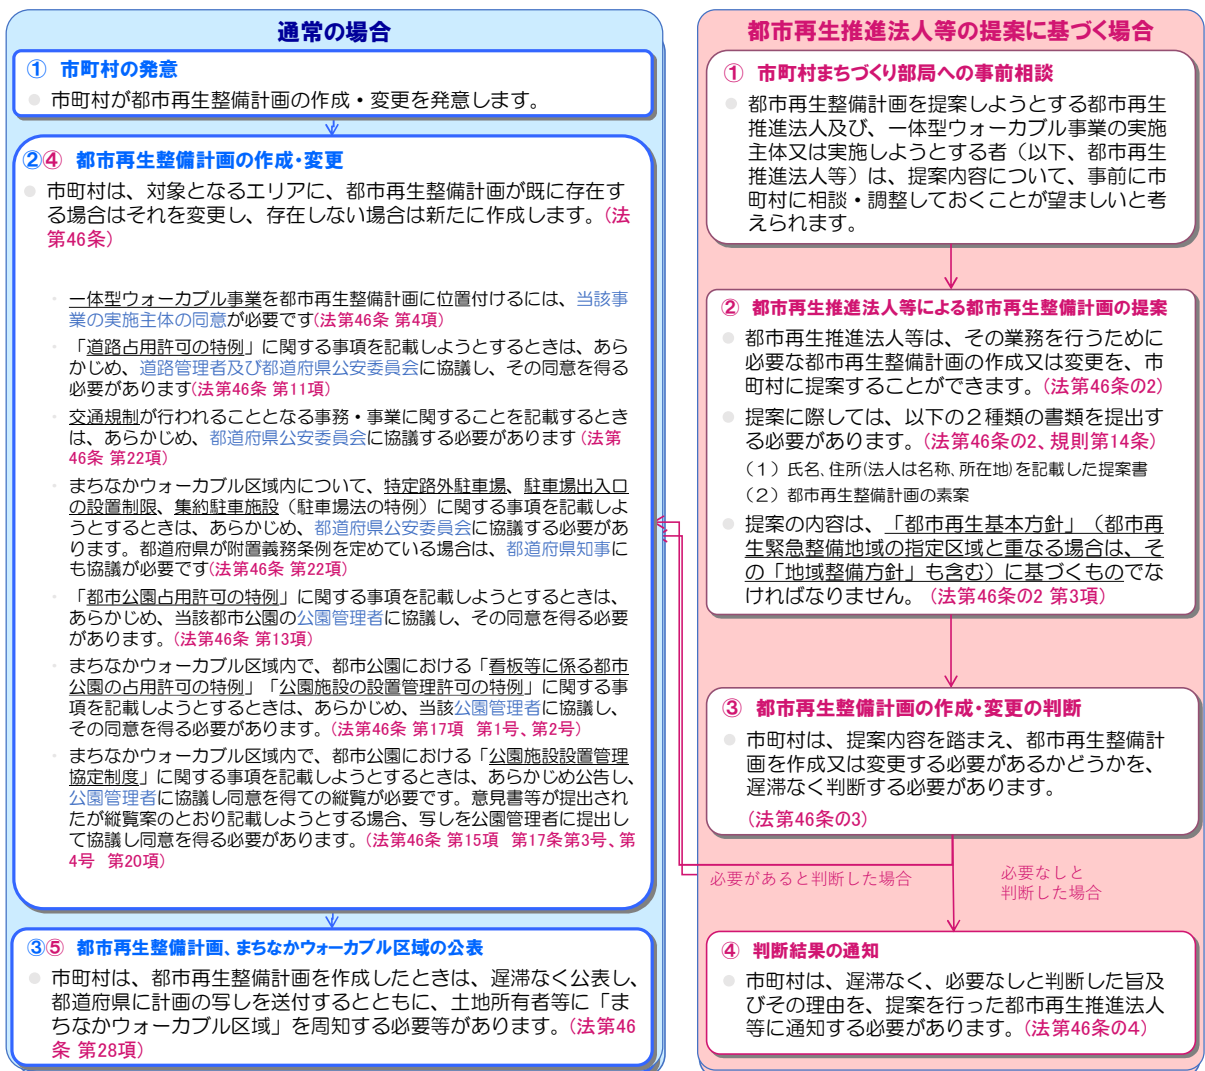 通常の場合
① 市町村の発意
市町村が都市再生整備計画の作成・変更を発意します。
②④ 都市再生整備計画の作成・変更
市町村は、対象となるエリアに、都市再生整備計画が既に存在す
る場合はそれを変更し、存在しない場合は新たに作成します。(法
第46条)
一体型ウォーカブル事業を都市再生整備計画に位置付けるには、当該事
業の実施主体の同意が必要です(法第46条 第4項)
「道路占用許可の特例」に関する事項を記載しようとするときは、あら
かじめ、道路管理者及び都道府県公安委員会に協議し、その同意を得る
必要があります(法第46条 第11項)
交通規制が行われることとなる事務・事業に関することを記載するとき
は、あらかじめ、都道府県公安委員会に協議する必要があります(法第
46条 第22項)
まちなかウォーカブル区域内について、特定路外駐車場、駐車場出入口
の設置制限、集約駐車施設（駐車場法の特例）に関する事項を記載しよ
うとするときは、あらかじめ、都道府県公安委員会に協議する必要があ
ります。都道府県が附置義務条例を定めている場合は、都道府県知事に
も協議が必要です(法第46条 第22項)
「都市公園占用許可の特例」に関する事項を記載しようとするときは、
あらかじめ、当該都市公園の公園管理者に協議し、その同意を得る必要
があります。(法第46条 第13項)
まちなかウォーカブル区域内で、都市公園における「看板等に係る都市
公園の占用許可の特例」「公園施設の設置管理許可の特例」に関する事
項を記載しようとするときは、あらかじめ、当該公園管理者に協議し、
その同意を得る必要があります。(法第46条 第17項 第1号、第2号)
まちなかウォーカブル区域内で、都市公園における「公園施設設置管理
協定制度」に関する事項を記載しようとするときは、あらかじめ公告し、
公園管理者に協議し同意を得ての縦覧が必要です。意見書等が提出され
たが縦覧案のとおり記載しようとする場合、写しを公園管理者に提出し
て協議し同意を得る必要があります。(法第46条 第15項 第17条第3号、第
4号 第20項)
③⑤ 都市再生整備計画、まちなかウォーカブル区域の公表
市町村は、都市再生整備計画を作成したときは、遅滞なく公表し、
都道府県に計画の写しを送付するとともに、土地所有者等に「ま
ちなかウォーカブル区域」を周知する必要等があります。(法第46
条 第28項)
都市再生推進法人等の提案に基づく場合
① 市町村まちづくり部局への事前相談
都市再生整備計画を提案しようとする都市再生
推進法人及び、一体型ウォーカブル事業の実施
主体又は実施しようとする者（以下、都市再生
推進法人等）は、提案内容について、事前に市
町村に相談・調整しておくことが望ましいと考
えられます。
② 都市再生推進法人等による都市再生整備計画の提案
都市再生推進法人等は、その業務を行うために
必要な都市再生整備計画の作成又は変更を、市
町村に提案することができます。(法第46条の2)
提案に際しては、以下の２種類の書類を提出す
る必要があります。(法第46条の2、規則第14条)
（１）氏名、住所(法人は名称、所在地)を記載した提案書
（２）都市再生整備計画の素案
提案の内容は、「都市再生基本方針」（都市再
生緊急整備地域の指定区域と重なる場合は、そ
の「地域整備方針」も含む）に基づくものでな
ければなりません。(法第46条の2 第3項)
③ 都市再生整備計画の作成・変更の判断
市町村は、提案内容を踏まえ、都市再生整備計
画を作成又は変更する必要があるかどうかを、
遅滞なく判断する必要があります。
(法第46条の3)
必要があると判断した場合
必要なしと
判断した場合
④ 判断結果の通知
市町村は、遅滞なく、必要なしと判断した旨及
びその理由を、提案を行った都市再生推進法人
等に通知する必要があります。(法第46条の4)